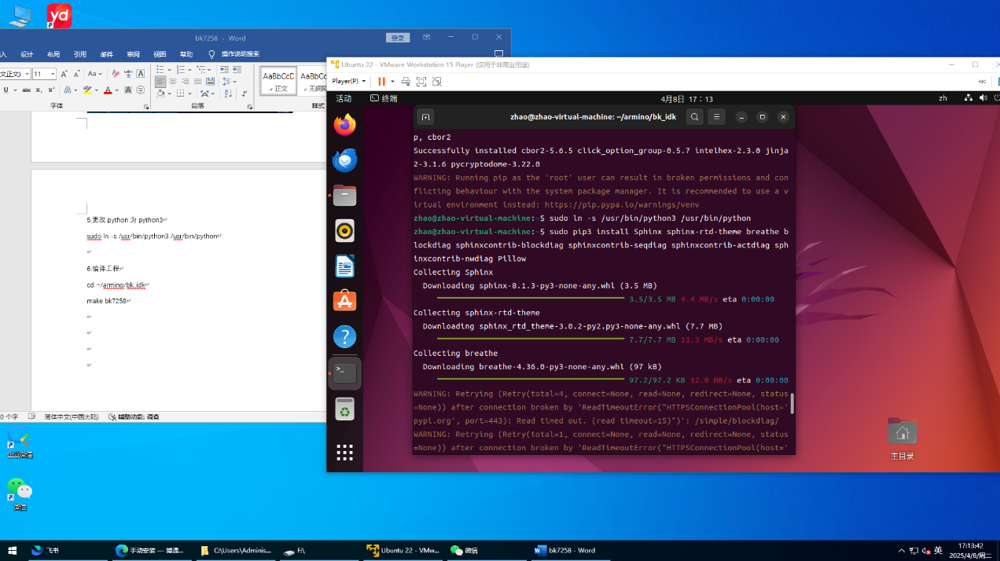 yd
bk7258 - Word
登录
入 设计 布局 引用 邮件 审阅 视图 帮助 操作说明搜索
文正文) 11 A A Aa
U abc X₂ X² A A A
AaBbCcD AaBbC
正文 无间隔
字体 段落 样式
5.更改 python 为 python3
sudo ln -s /usr/bin/python3 /usr/bin/python
6.编译工程
cd ~/armino/bk_idk
make bk7258
0 个字 简体中文(中国大陆) 辅助功能: 调查
企业微信
微信
Ubuntu 22 - VMware Workstation 15 Player (仅用于非商业用途)
Player(P)
活动 终端 4月8日 17：13 zh
zhao@zhao-virtual-machine: ~/armino/bk_idk
p, cbor2
Successfully installed cbor2-5.6.5 click_option_group-0.5.7 intelhex-2.3.0 jinja
2-3.1.6 pycryptodome-3.22.0
WARNING: Running pip as the 'root' user can result in broken permissions and con
flicting behaviour with the system package manager. It is recommended to use a v
irtual environment instead: https://pip.pypa.io/warnings/venv
zhao@zhao-virtual-machine:~$ sudo ln -s /usr/bin/python3 /usr/bin/python
zhao@zhao-virtual-machine:~$ sudo pip3 install Sphinx sphinx-rtd-theme breathe b
lockdiag sphinxcontrib-blockdiag sphinxcontrib-seqdiag sphinxcontrib-actdiag sph
inxcontrib-nwdiag Pillow
Collecting Sphinx
Downloading sphinx-8.1.3-py3-none-any.whl (3.5 MB)
3.5/3.5 MB 4.4 MB/s eta 0:00:00
Collecting sphinx-rtd-theme
Downloading sphinx_rtd_theme-3.0.2-py2.py3-none-any.whl (7.7 MB)
7.7/7.7 MB 11.3 MB/s eta 0:00:00
Collecting breathe
Downloading breathe-4.36.0-py3-none-any.whl (97 kB)
97.2/97.2 KB 12.0 MB/s eta 0:00:00
WARNING: Retrying (Retry(total=4, connect=None, read=None, redirect=None, status
=None)) after connection broken by 'ReadTimeoutError("HTTPSConnectionPool(host='
pypi.org', port=443): Read timed out. (read timeout=15)")': /simple/blockdiag/
WARNING: Retrying (Retry(total=1, connect=None, read=None, redirect=None, status
=None)) after connection broken by 'ReadTimeoutError("HTTPSConnectionPool(host='
主目录
飞书 手动安装 — 博通... C:\Users\Adminis... F:\ Ubuntu 22 - VMw... 微信 bk7258 - Word
英
17:13:42
2025/4/8/周二